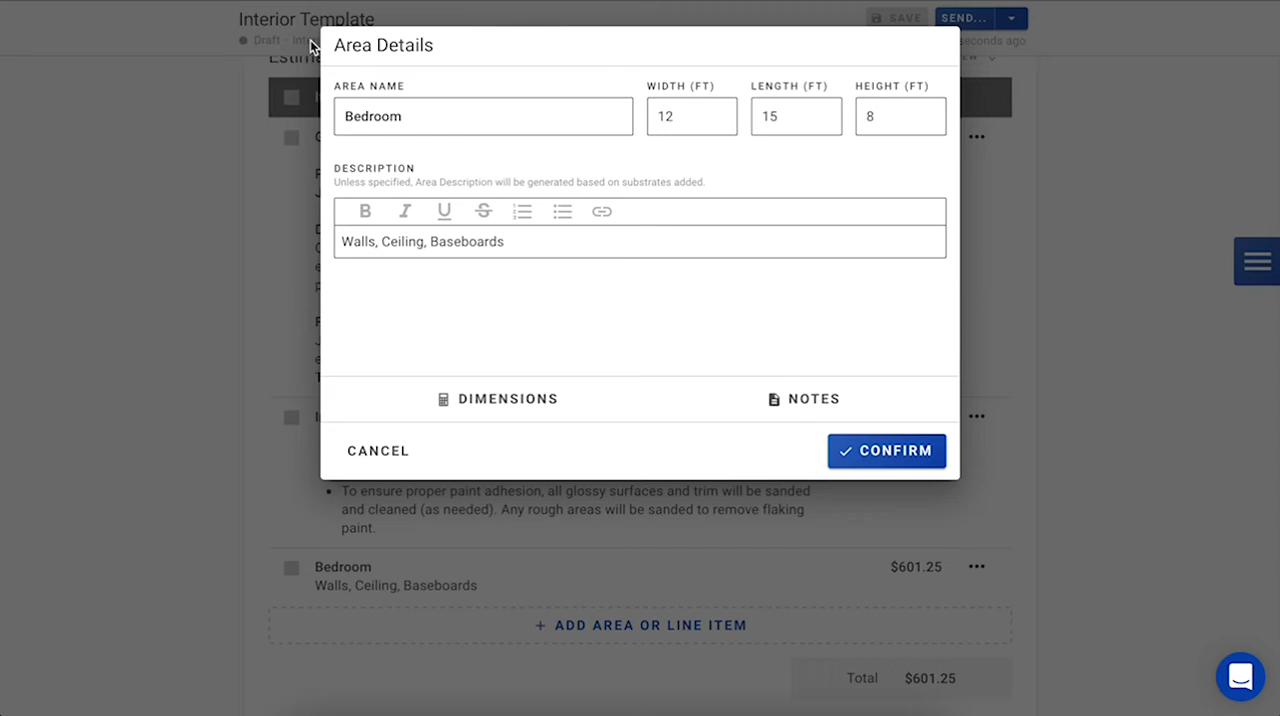 Interior Template
SAVE
SEND...
Draft
seconds ago
Area Details
AREA NAME
WIDTH (FT)
LENGTH (FT)
HEIGHT (FT)
Bedroom
12
15
8
DESCRIPTION
Unless specified, Area Description will be generated based on substrates added.
B I U S
Walls, Ceiling, Baseboards
DIMENSIONS
NOTES
CANCEL
CONFIRM
• To ensure proper paint adhesion, all glossy surfaces and trim will be sanded
and cleaned (as needed). Any rough areas will be sanded to remove flaking
paint.
Bedroom
$601.25
Walls, Ceiling, Baseboards
+ ADD AREA OR LINE ITEM
Total $601.25